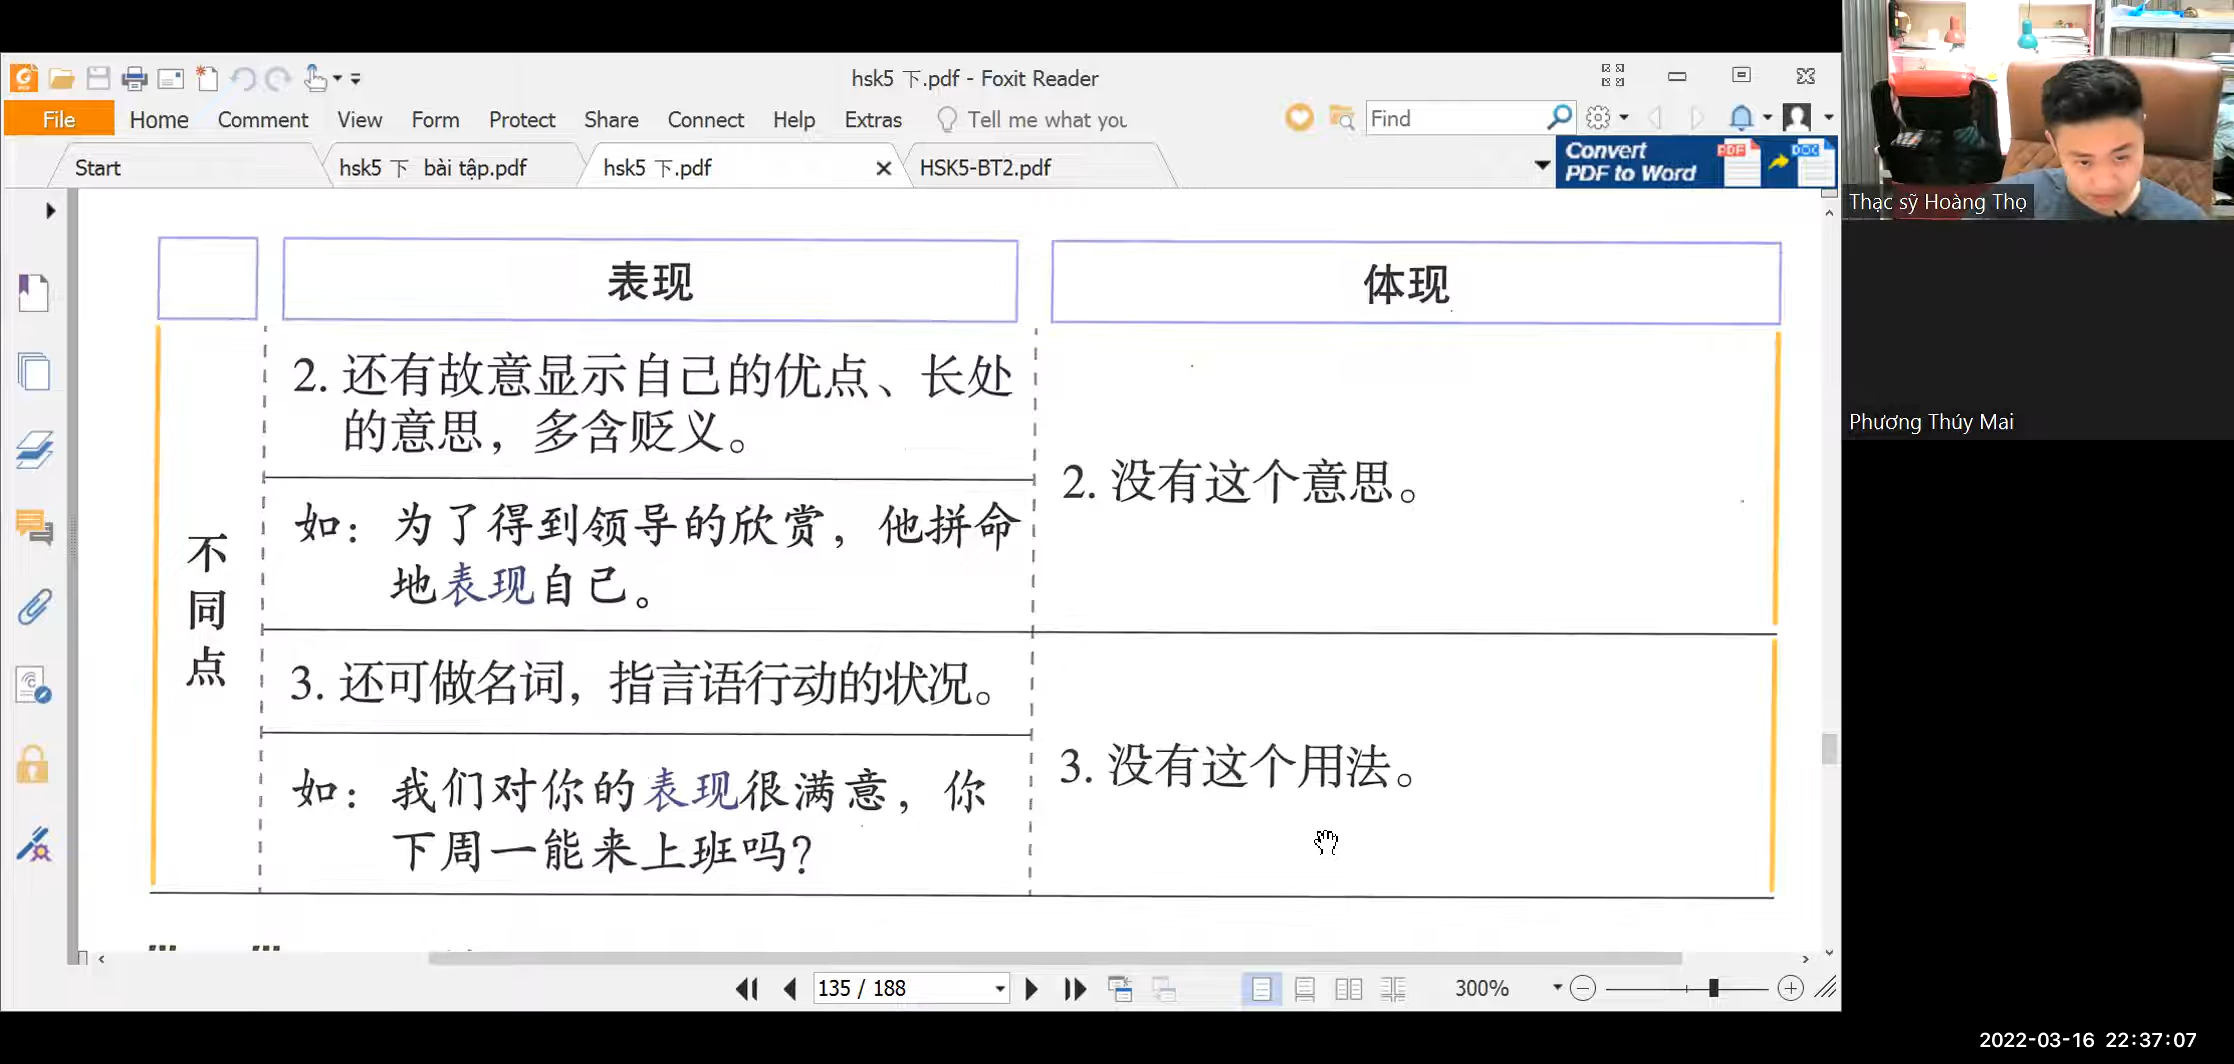 hsk5 下.pdf - Foxit Reader
File Home Comment View Form Protect Share Connect Help Extras Tell me what you Find
Start hsk5 下 bài tập.pdf hsk5 下.pdf HSK5-BT2.pdf
Convert
PDF to Word
PDF DOC
表现 体现
不同点
2. 还有故意显示自己的优点、长处
的意思，多含贬义。
如：为了得到领导的欣赏，他拼命
地表现自己。
2. 没有这个意思。
3. 还可做名词，指言语行动的状况。
如：我们对你的表现很满意，你
下周一能来上班吗？
3. 没有这个用法。
135 / 188 300%
Thạc sỹ Hoàng Thọ
Phương Thúy Mai
2022-03-16 22:37:07